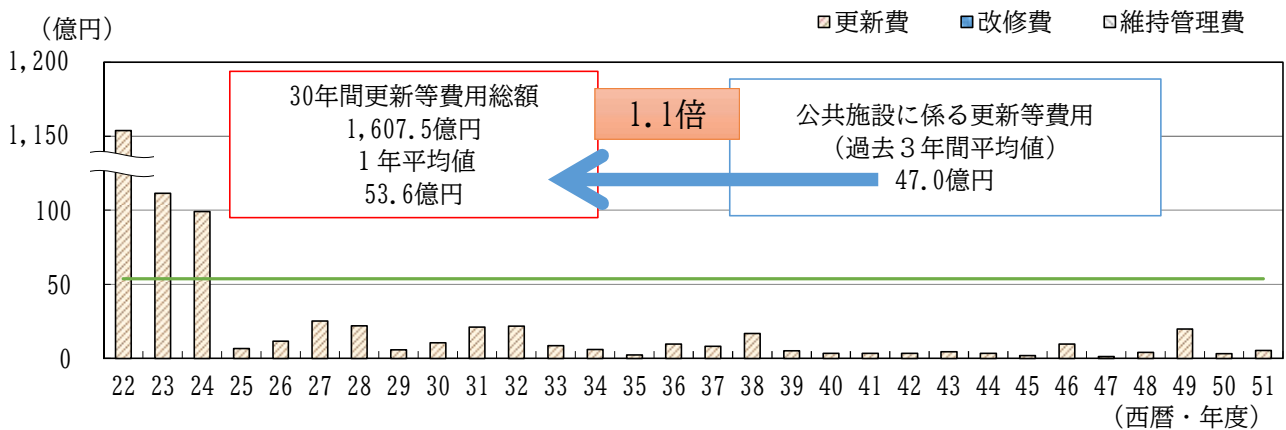 （億円）
更新費 改修費 維持管理費
1,200
1,150
100
50
0
30年間更新等費用総額
1,607.5億円
１年平均値
53.6億円
1.1倍
公共施設に係る更新等費用
（過去３年間平均値）
47.0億円
22 23 24 25 26 27 28 29 30 31 32 33 34 35 36 37 38 39 40 41 42 43 44 45 46 47 48 49 50 51
（西暦・年度）